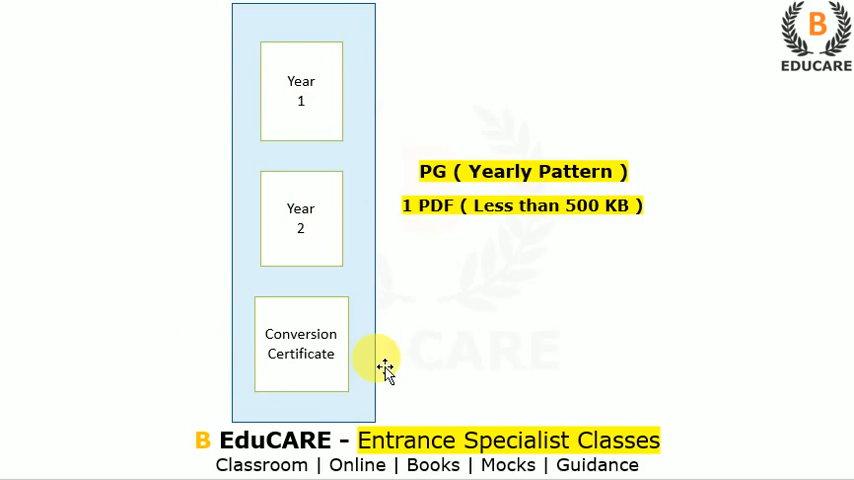 B
EDUCARE
Year
1
PG ( Yearly Pattern )
1 PDF ( Less than 500 KB )
Year
2
Conversion
Certificate
CARE
B EduCARE - Entrance Specialist Classes
Classroom | Online | Books | Mocks | Guidance